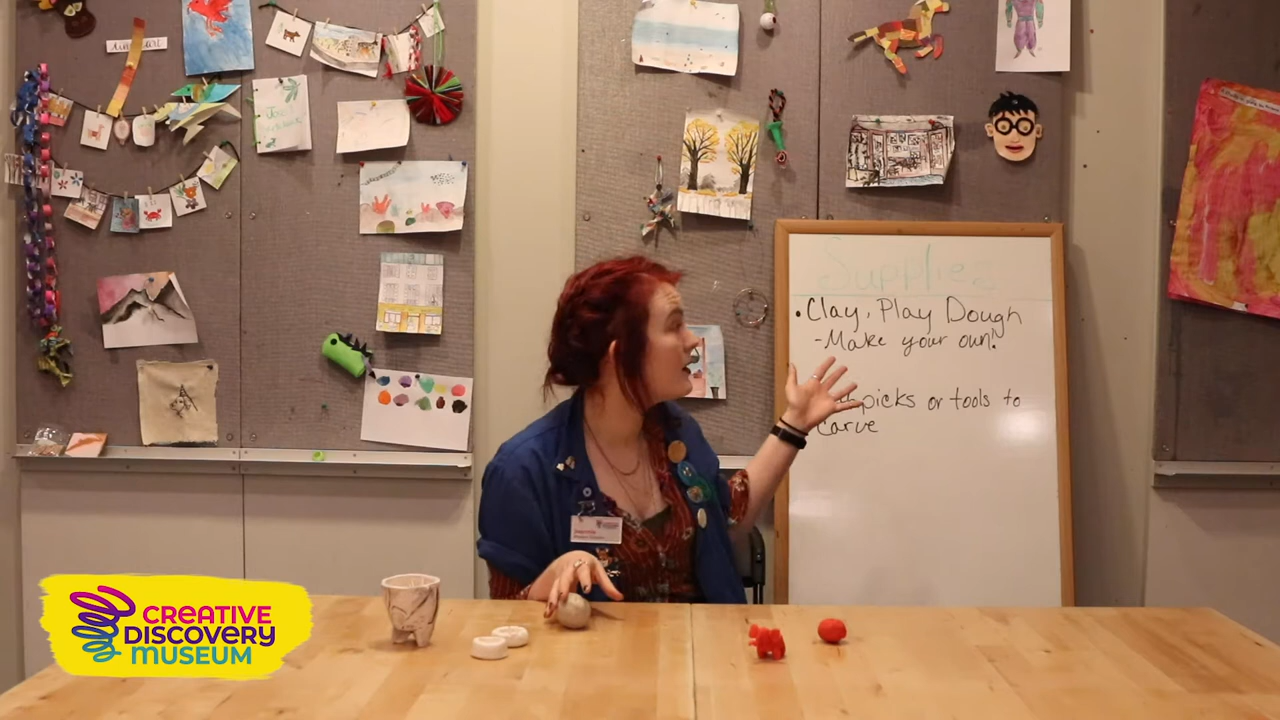 Supplies
• Clay, Play Dough
- Make your own!
picks or tools to
Carve
CREATIVE
DISCOVERY
MUSEUM